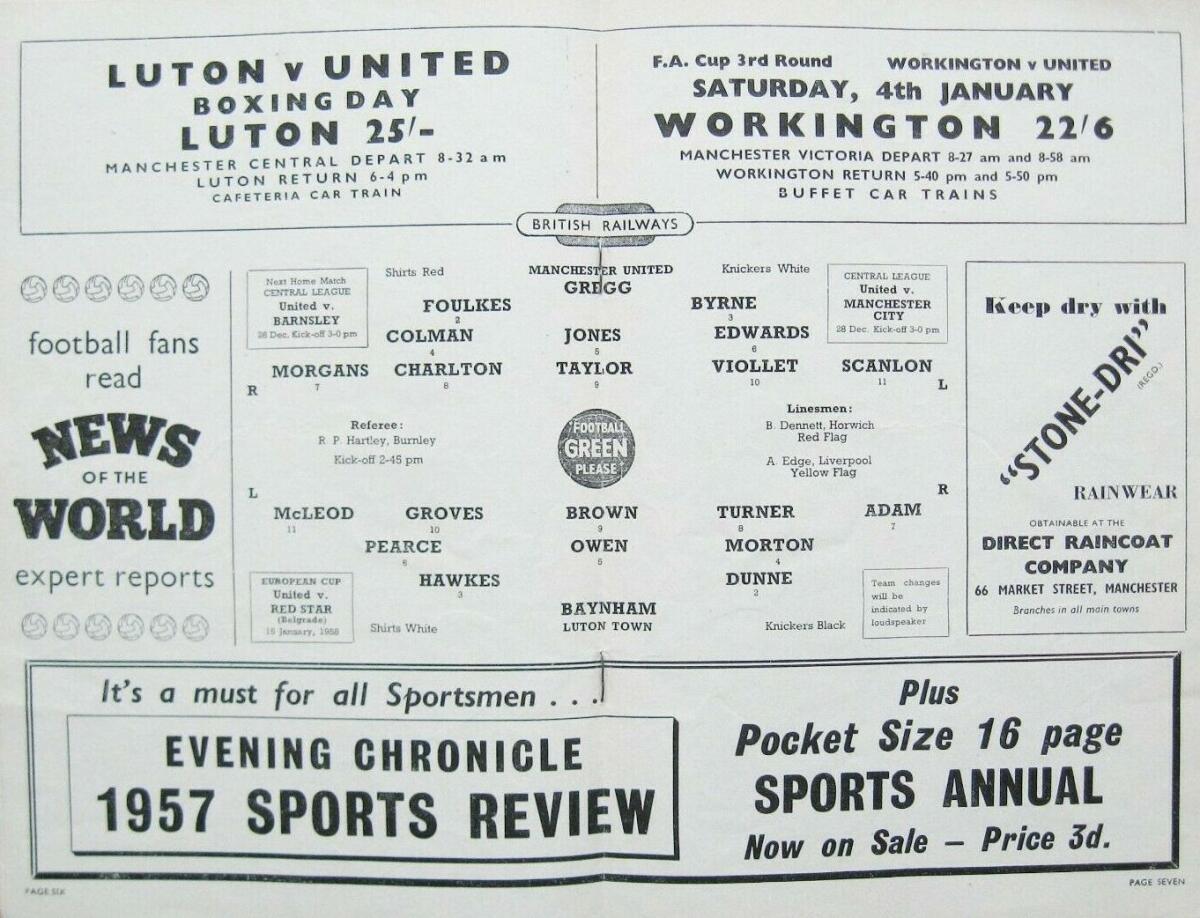 LUTON v UNITED
BOXING DAY
LUTON 25/-
MANCHESTER CENTRAL DEPART 8-32 am
LUTON RETURN 6-4 pm
CAFETERIA CAR TRAIN
F.A. Cup 3rd Round WORKINGTON v UNITED
SATURDAY, 4th JANUARY
WORKINGTON 22/6
MANCHESTER VICTORIA DEPART 8-27 am and 8-58 am
WORKINGTON RETURN 5-40 pm and 5-50 pm
BUFFET CAR TRAINS
BRITISH RAILWAYS
football fans
read
NEWS
OF THE
WORLD
expert reports
Next Home Match
CENTRAL LEAGUE
United v.
BARNSLEY
28 Dec. Kick-off 3-0 pm
Shirts Red
MANCHESTER UNITED
Knickers White
CENTRAL LEAGUE
United v.
MANCHESTER
CITY
28 Dec. Kick-off 3-0 pm
GREGG
FOULKES BYRNE
2 3
COLMAN JONES EDWARDS
4 5 6
MORGANS CHARLTON TAYLOR VIOLLET SCANLON
7 8 9 10 11
R L
Referee:
R. P. Hartley, Burnley
Kick-off 2-45 pm
FOOTBALL
GREEN
PLEASE
Linesmen:
B. Dennett, Horwich
Red Flag
A. Edge, Liverpool
Yellow Flag
L R
McLEOD GROVES BROWN TURNER ADAM
11 10 9 8 7
PEARCE OWEN MORTON
6 5 4
HAWKES DUNNE
3 2
BAYNHAM
LUTON TOWN
EUROPEAN CUP
United v.
RED STAR
(Belgrade)
15 January, 1958
Shirts White
Knickers Black
Team changes
will be
indicated by
loudspeaker
Keep dry with
"STONE-DRI"
(REGD.)
RAINWEAR
OBTAINABLE AT THE
DIRECT RAINCOAT
COMPANY
66 MARKET STREET, MANCHESTER
Branches in all main towns
It's a must for all Sportsmen . . .
EVENING CHRONICLE
1957 SPORTS REVIEW
Plus
Pocket Size 16 page
SPORTS ANNUAL
Now on Sale – Price 3d.
PAGE SIX
PAGE SEVEN